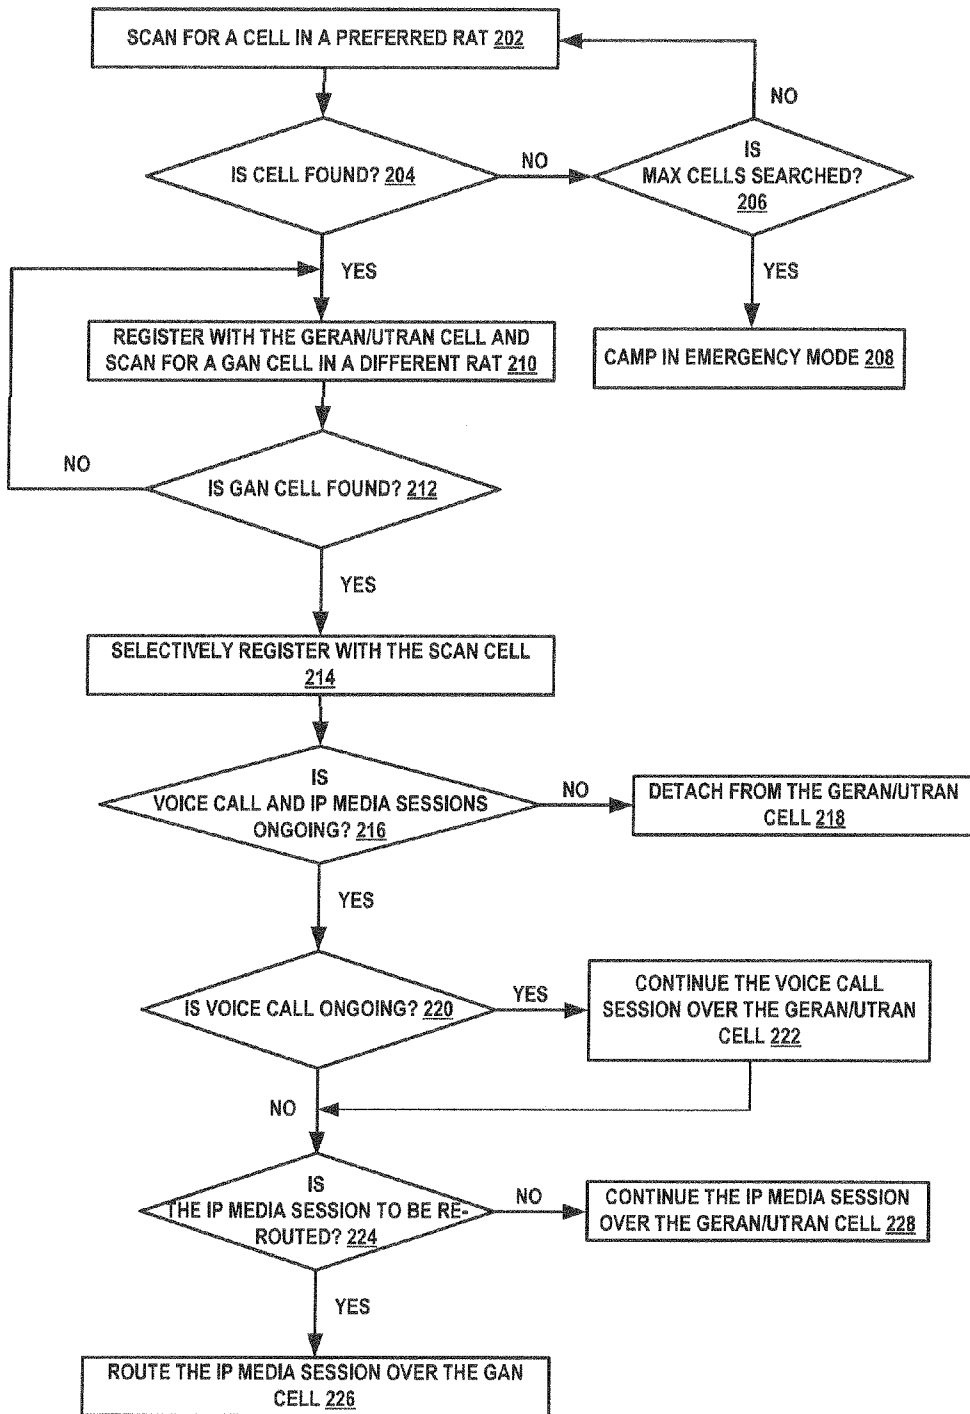 SCAN FOR A CELL IN A PREFERRED RAT 202
NO
IS CELL FOUND? 204
NO
IS
MAX CELLS SEARCHED?
206
YES
YES
REGISTER WITH THE GERAN/UTRAN CELL AND
SCAN FOR A GAN CELL IN A DIFFERENT RAT 210
CAMP IN EMERGENCY MODE 208
NO
IS GAN CELL FOUND? 212
YES
SELECTIVELY REGISTER WITH THE SCAN CELL
214
IS
VOICE CALL AND IP MEDIA SESSIONS
ONGOING? 216
NO
DETACH FROM THE GERAN/UTRAN
CELL 218
YES
IS VOICE CALL ONGOING? 220
YES
CONTINUE THE VOICE CALL
SESSION OVER THE GERAN/UTRAN
CELL 222
NO
IS
THE IP MEDIA SESSION TO BE RE-
ROUTED? 224
NO
CONTINUE THE IP MEDIA SESSION
OVER THE GERAN/UTRAN CELL 228
YES
ROUTE THE IP MEDIA SESSION OVER THE GAN
CELL 226